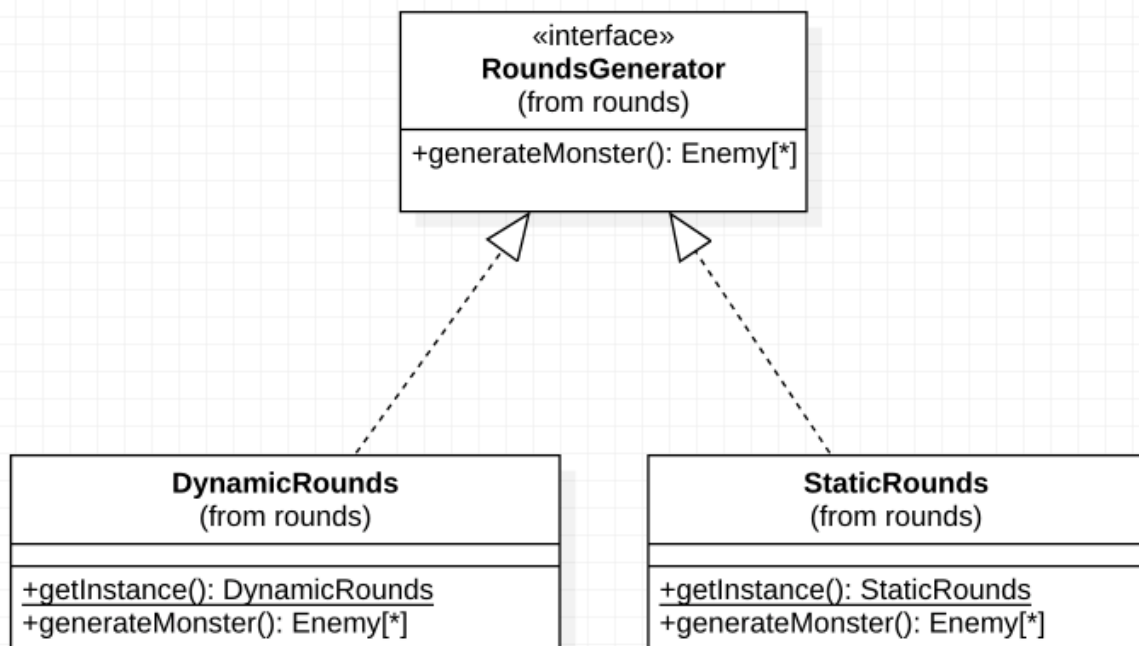 «interface»
RoundsGenerator
(from rounds)
+generateMonster(): Enemy[*]
DynamicRounds
(from rounds)
+getInstance(): DynamicRounds
+generateMonster(): Enemy[*]
StaticRounds
(from rounds)
+getInstance(): StaticRounds
+generateMonster(): Enemy[*]